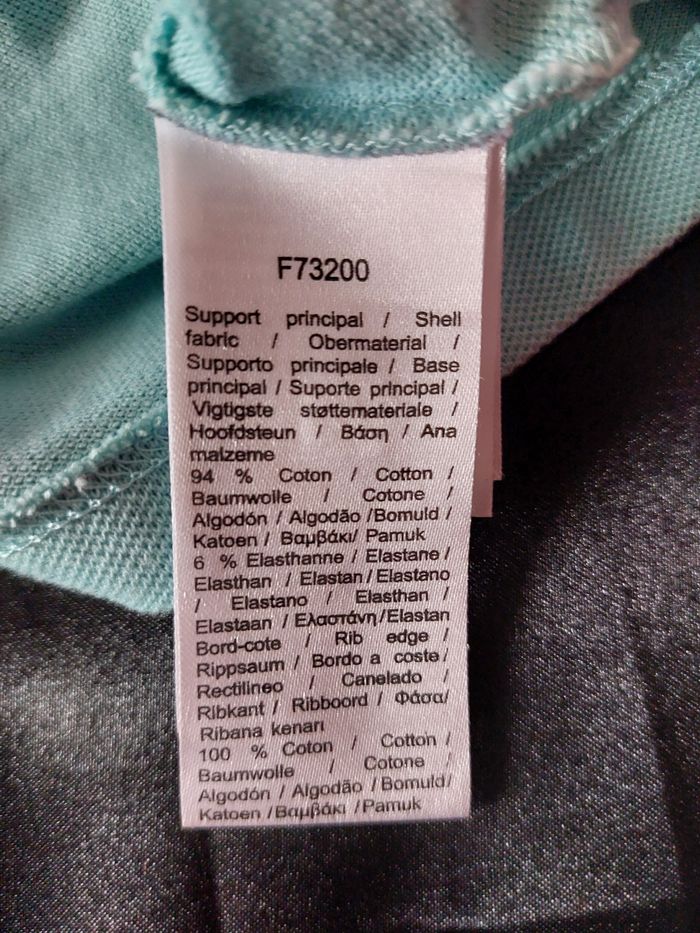 F73200
Support principal / Shell
fabric / Obermaterial /
Supporto principale / Base
principal / Suporte principal /
Vigtigste støttemateriale /
Hoofdsteun / Βάση / Ana
malzeme
94 % Coton / Cotton /
Baumwolle / Cotone /
Algodón / Algodão /Bomuld /
Katoen / Βαμβάκι/ Pamuk
6 % Elasthanne / Elastane /
Elasthan / Elastan / Elastano
/ Elastano / Elasthan /
Elastaan / Ελαστάνη/Elastan
Bord-cote / Rib edge /
Rippsaum / Bordo a coste/
Rectilineo / Canelado /
Ribkant / Ribboord / Φάσα/
Ribana kenarı
100 % Coton / Cotton /
Baumwolle / Cotone /
Algodón / Algodão / Bomuld/
Katoen /Βαμβάκι /Pamuk